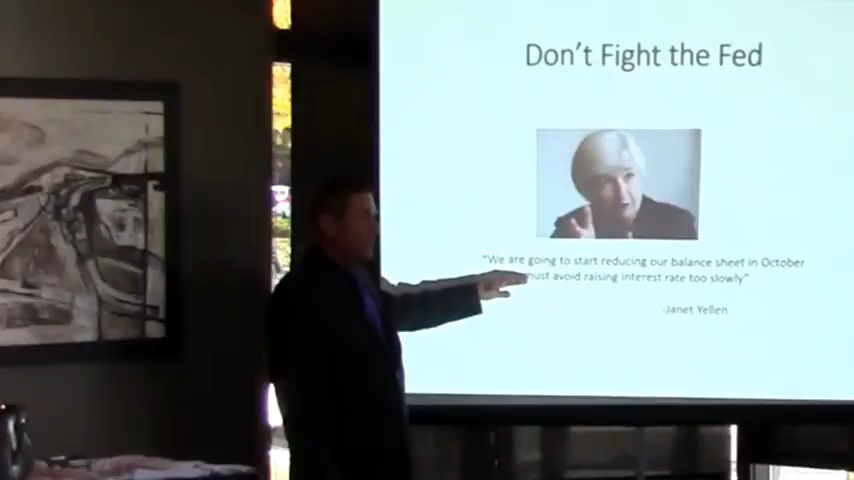 Don't Fight the Fed
"We are going to start reducing our balance sheet in October
must avoid raising interest rate too slowly"
-Janet Yellen